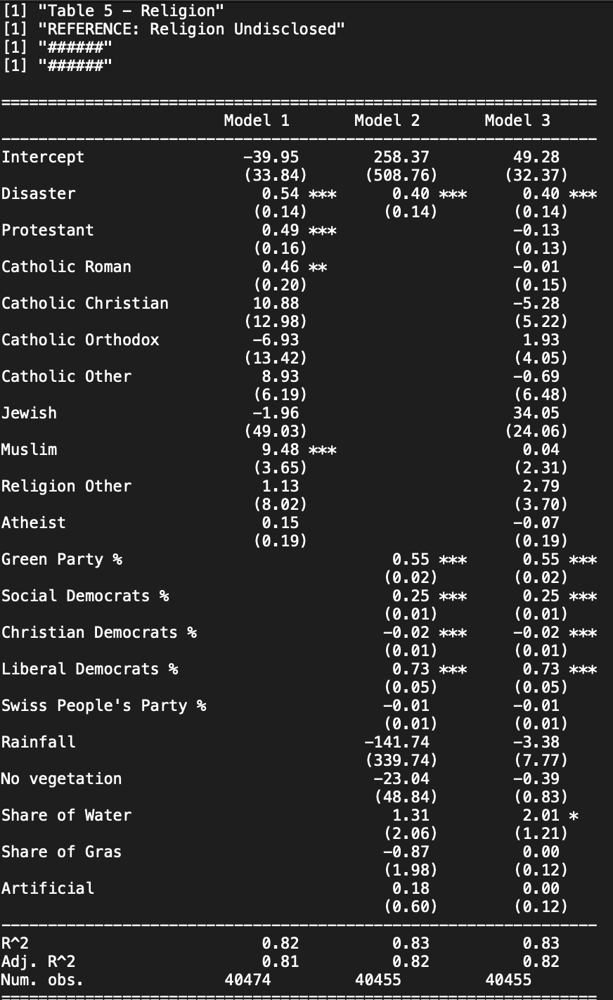 [1] "Table 5 - Religion"
[1] "REFERENCE: Religion Undisclosed"
[1] "######"
[1] "######"
================================================================
Model 1 Model 2 Model 3
----------------------------------------------------------------
Intercept -39.95 258.37 49.28
(33.84) (508.76) (32.37)
Disaster 0.54 *** 0.40 *** 0.40 ***
(0.14) (0.14) (0.14)
Protestant 0.49 *** -0.13
(0.16) (0.13)
Catholic Roman 0.46 ** -0.01
(0.20) (0.15)
Catholic Christian 10.88 -5.28
(12.98) (5.22)
Catholic Orthodox -6.93 1.93
(13.42) (4.05)
Catholic Other 8.93 -0.69
(6.19) (6.48)
Jewish -1.96 34.05
(49.03) (24.06)
Muslim 9.48 *** 0.04
(3.65) (2.31)
Religion Other 1.13 2.79
(8.02) (3.70)
Atheist 0.15 -0.07
(0.19) (0.19)
Green Party % 0.55 *** 0.55 ***
(0.02) (0.02)
Social Democrats % 0.25 *** 0.25 ***
(0.01) (0.01)
Christian Democrats % -0.02 *** -0.02 ***
(0.01) (0.01)
Liberal Democrats % 0.73 *** 0.73 ***
(0.05) (0.05)
Swiss People's Party % -0.01 -0.01
(0.01) (0.01)
Rainfall -141.74 -3.38
(339.74) (7.77)
No vegetation -23.04 -0.39
(48.84) (0.83)
Share of Water 1.31 2.01 *
(2.06) (1.21)
Share of Gras -0.87 0.00
(1.98) (0.12)
Artificial 0.18 0.00
(0.60) (0.12)
----------------------------------------------------------------
R^2 0.82 0.83 0.83
Adj. R^2 0.81 0.82 0.82
Num. obs. 40474 40455 40455
================================================================